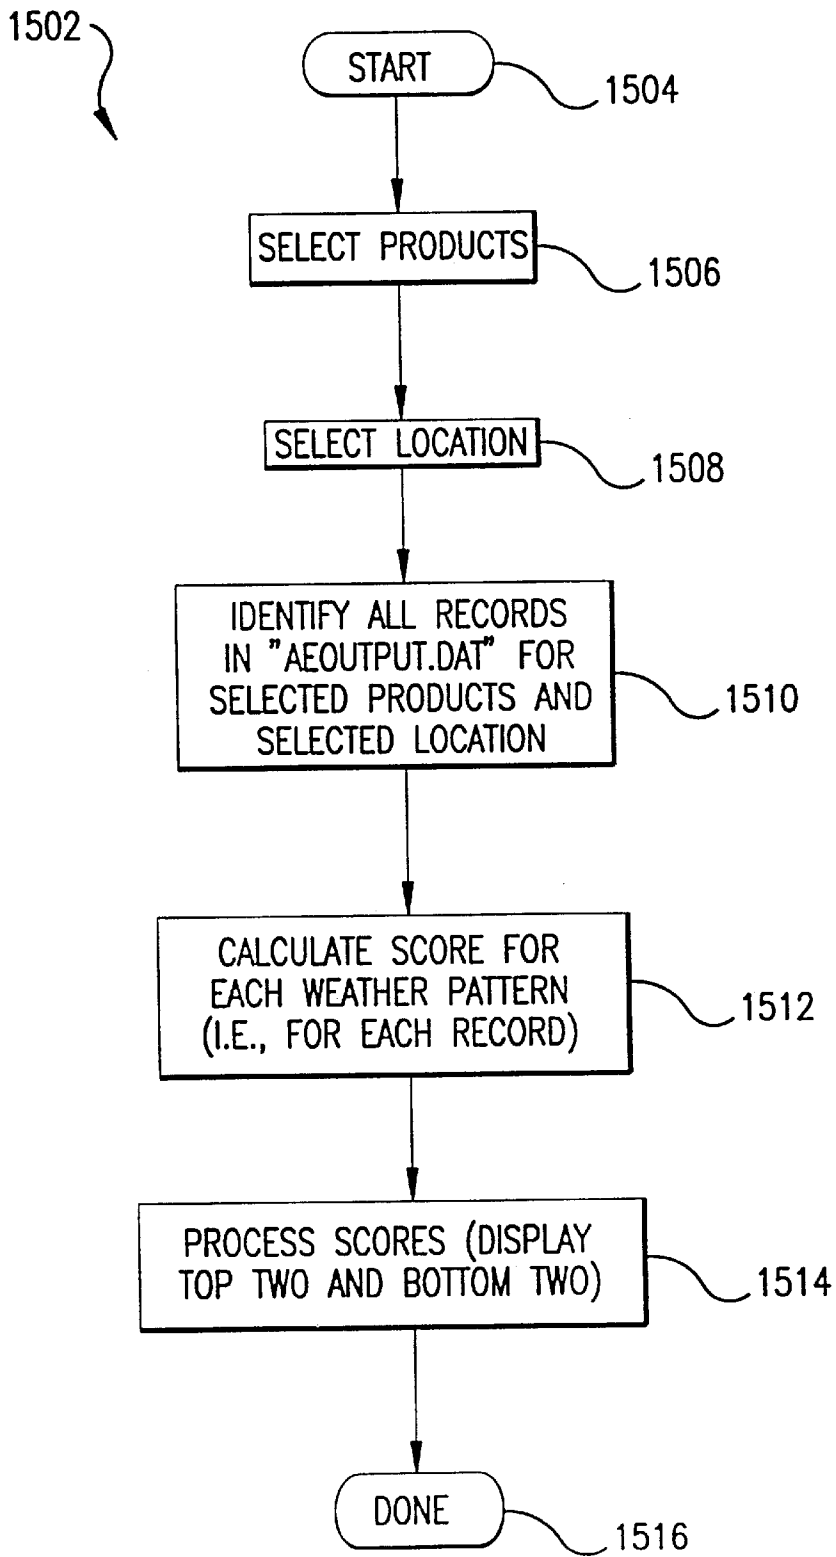 1502
START
1504
SELECT PRODUCTS
1506
SELECT LOCATION
1508
IDENTIFY ALL RECORDS
IN "AEOUTPUT.DAT" FOR
SELECTED PRODUCTS AND
SELECTED LOCATION
1510
CALCULATE SCORE FOR
EACH WEATHER PATTERN
(I.E., FOR EACH RECORD)
1512
PROCESS SCORES (DISPLAY
TOP TWO AND BOTTOM TWO)
1514
DONE
1516